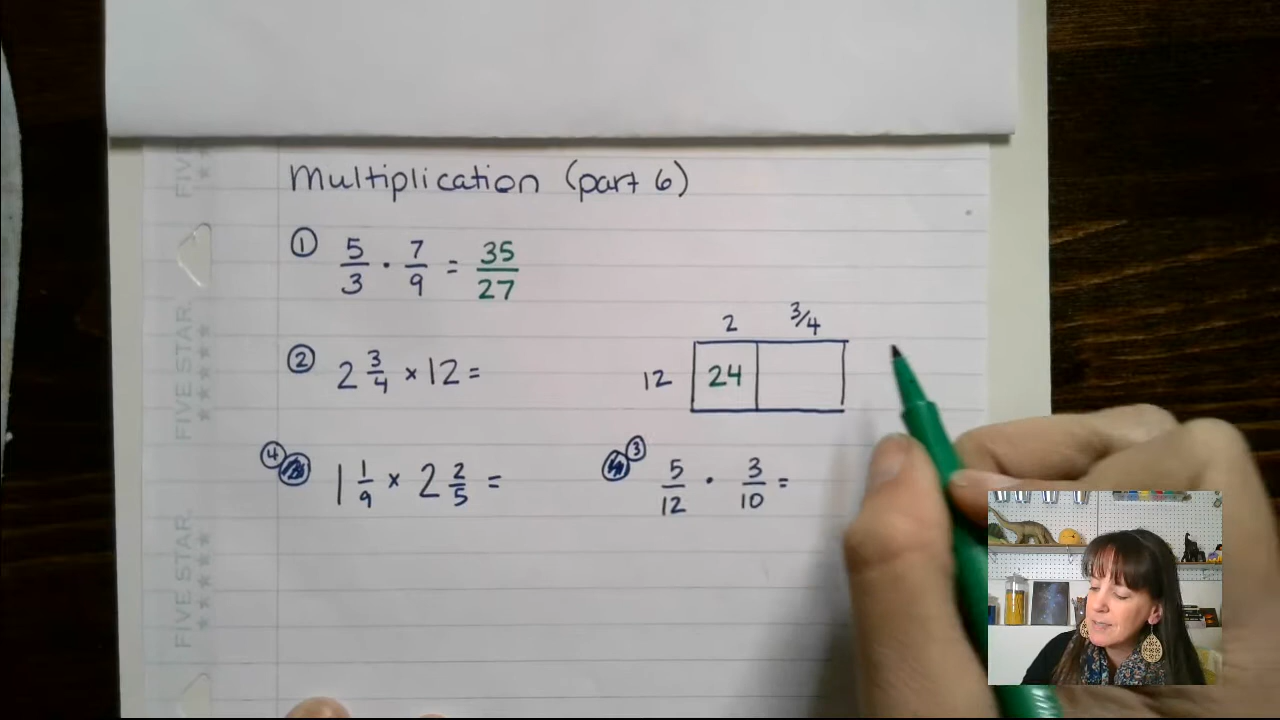 Multiplication (part 6)
① 5/3 · 7/9 = 35/27
2 3/4
② 2 3/4 × 12 =
12 24
④ 1 1/9 × 2 2/5 =
③ 5/12 · 3/10 =
FIVE STAR
FIVE STAR
FIVE STAR